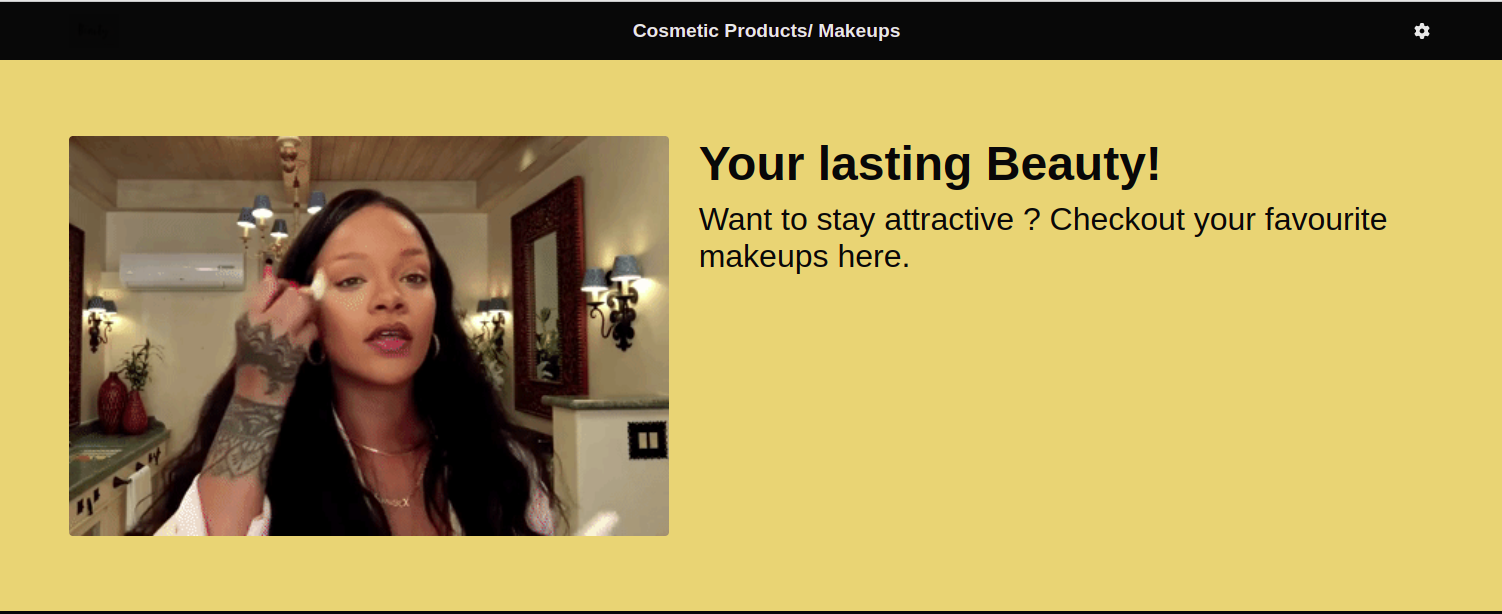 Cosmetic Products/ Makeups
Your lasting Beauty!
Want to stay attractive ? Checkout your favourite
makeups here.